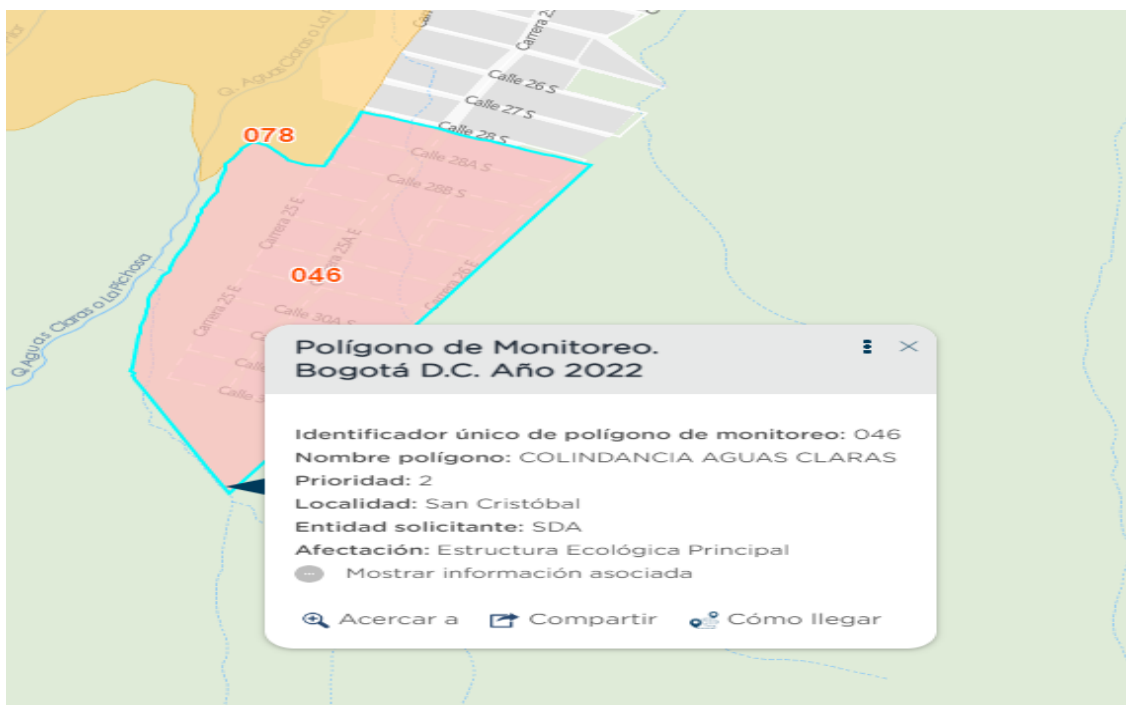 Carrera 2
Q. Aguas Claras o La P
Calle 26 S
Calle 27 S
Calle 28 S
078
Calle 28A S
Calle 28B S
Carrera 25 E
Carrera 25A E
046
Carrera 26 E
Q Aguas Claras o La Pichosa
Carrera 25 E
Calle 30A S
Calle
Calle 3
Polígono de Monitoreo.
Bogotá D.C. Año 2022
Identificador único de polígono de monitoreo: 046
Nombre polígono: COLINDANCIA AGUAS CLARAS
Prioridad: 2
Localidad: San Cristóbal
Entidad solicitante: SDA
Afectación: Estructura Ecológica Principal
Mostrar información asociada
Acercar a Compartir Cómo llegar